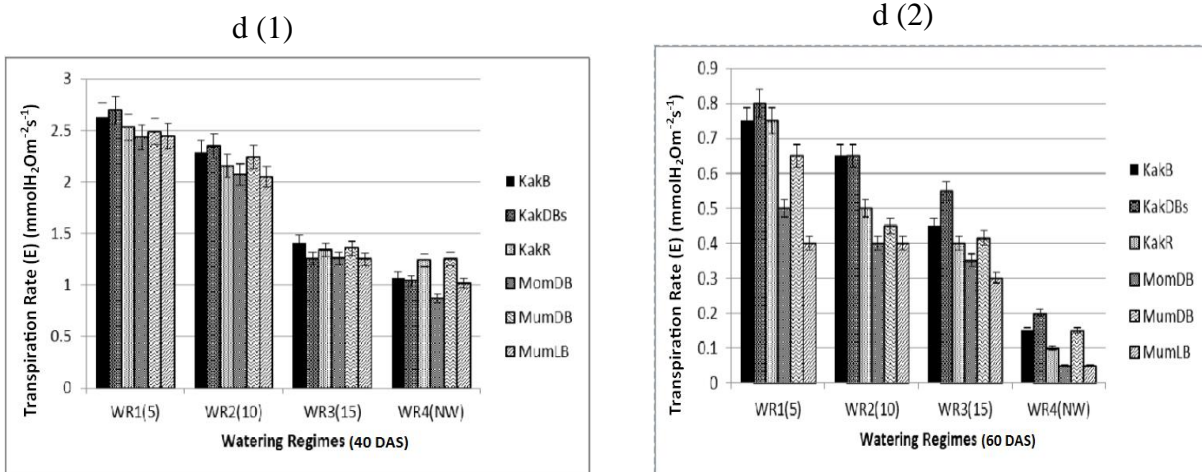 d (1)
Transpiration Rate (E) (mmolH₂Om⁻²s⁻¹)
3
2.5
2
1.5
1
0.5
0
WR1(5) WR2(10) WR3(15) WR4(NW)
Watering Regimes (40 DAS)
KakB
KakDBs
KakR
MomDB
MumDB
MumLB
d (2)
Transpiration Rate (E) (mmolH₂Om⁻²s⁻¹)
0.9
0.8
0.7
0.6
0.5
0.4
0.3
0.2
0.1
0
WR1(5) WR2(10) WR3(15) WR4(NW)
Watering Regimes (60 DAS)
KakB
KakDBs
KakR
MomDB
MumDB
MumLB